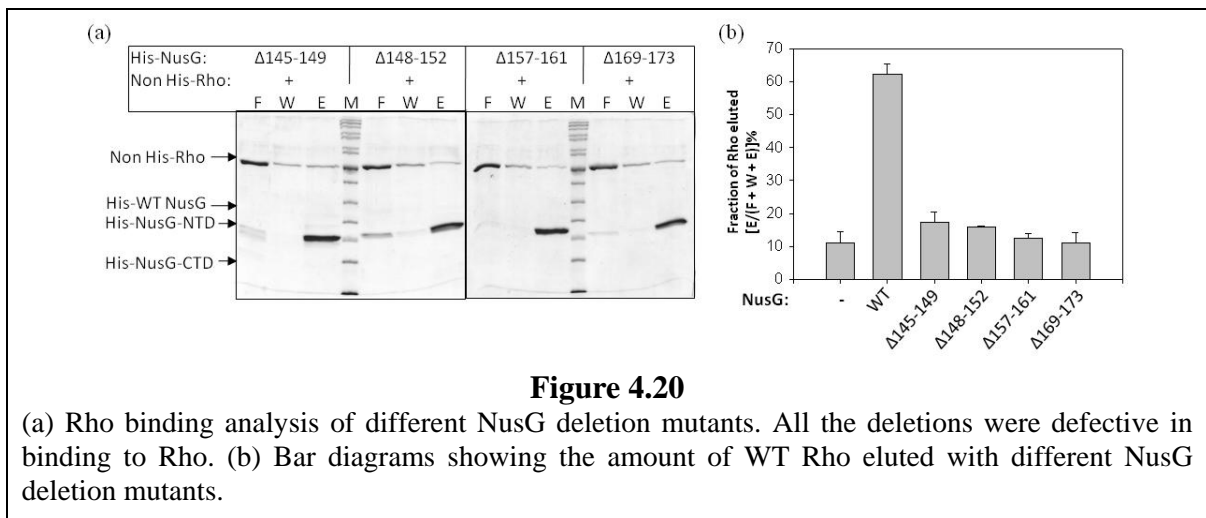 (a)
His-NusG: Δ145-149 Δ148-152 Δ157-161 Δ169-173
Non His-Rho: + + + +
F W E M F W E F W E M F W E
Non His-Rho
His-WT NusG
His-NusG-NTD
His-NusG-CTD
(b)
Fraction of Rho eluted
[E/(F + W + E)]%
70
60
50
40
30
20
10
0
NusG: - WT Δ145-149 Δ148-152 Δ157-161 Δ169-173
Figure 4.20
(a) Rho binding analysis of different NusG deletion mutants. All the deletions were defective in
binding to Rho. (b) Bar diagrams showing the amount of WT Rho eluted with different NusG
deletion mutants.